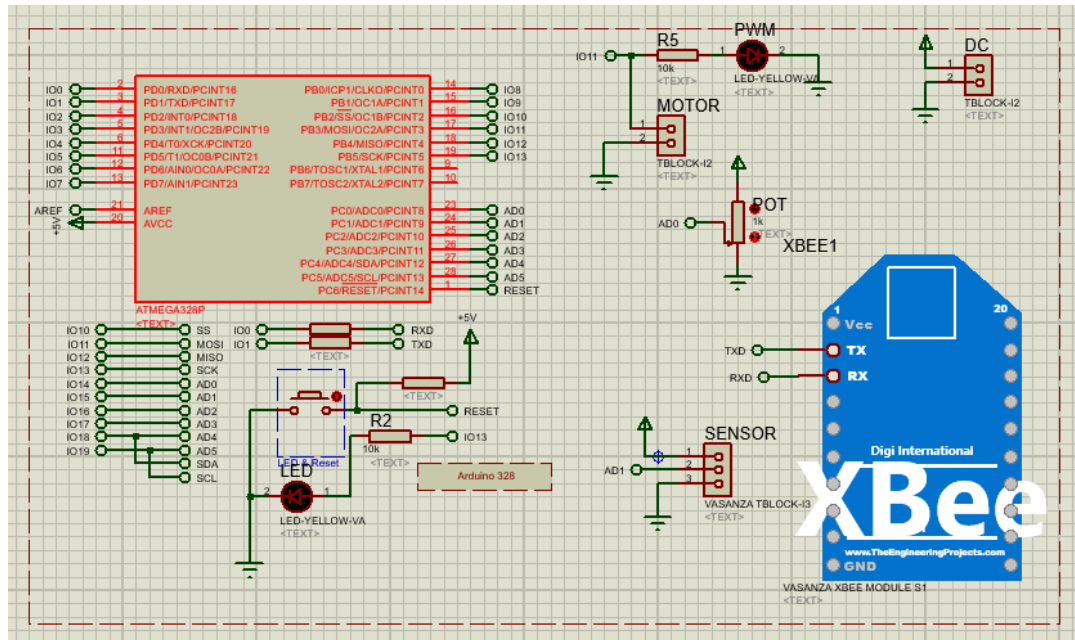 PWM
R5
DC
IO11
1
2
10k
<TEXT>
LED-YELLOW-VA
<TEXT>
1
2
TBLOCK-I2
<TEXT>
MOTOR
1
2
TBLOCK-I2
<TEXT>
IO0 2 PD0/RXD/PCINT16 PB0/ICP1/CLKO/PCINT0 14 IO8
IO1 3 PD1/TXD/PCINT17 PB1/OC1A/PCINT1 15 IO9
IO2 4 PD2/INT0/PCINT18 PB2/SS/OC1B/PCINT2 16 IO10
IO3 5 PD3/INT1/OC2B/PCINT19 PB3/MOSI/OC2A/PCINT3 17 IO11
IO4 6 PD4/T0/XCK/PCINT20 PB4/MISO/PCINT4 18 IO12
IO5 11 PD5/T1/OC0B/PCINT21 PB5/SCK/PCINT5 19 IO13
IO6 12 PD6/AIN0/OC0A/PCINT22 PB6/TOSC1/XTAL1/PCINT6 9
IO7 13 PD7/AIN1/PCINT23 PB7/TOSC2/XTAL2/PCINT7 10
AREF 21 AREF PC0/ADC0/PCINT8 23 AD0
+5V 20 AVCC PC1/ADC1/PCINT9 24 AD1
PC2/ADC2/PCINT10 25 AD2
PC3/ADC3/PCINT11 26 AD3
PC4/ADC4/SDA/PCINT12 27 AD4
PC5/ADC5/SCL/PCINT13 28 AD5
PC6/RESET/PCINT14 1 RESET
ATMEGA328P
<TEXT>
POT
AD0
1k
<TEXT>
XBEE1
IO10 SS
IO11 MOSI
IO12 MISO
IO13 SCK
IO14 AD0
IO15 AD1
IO16 AD2
IO17 AD3
IO18 AD4
IO19 AD5
SDA
SCL
IO0 RXD
IO1 TXD
<TEXT>
+5V
<TEXT>
RESET
R2
IO13
10k
<TEXT>
LED & Reset
LED
2
1
LED-YELLOW-VA
<TEXT>
Arduino 328
SENSOR
1
AD1 2
3
VASANZA TBLOCK-I3
<TEXT>
1 20
Vcc
TXD TX
RXD RX
Digi International
XBee
www.TheEngineeringProjects.com
GND
VASANZA XBEE MODULE S1
<TEXT>